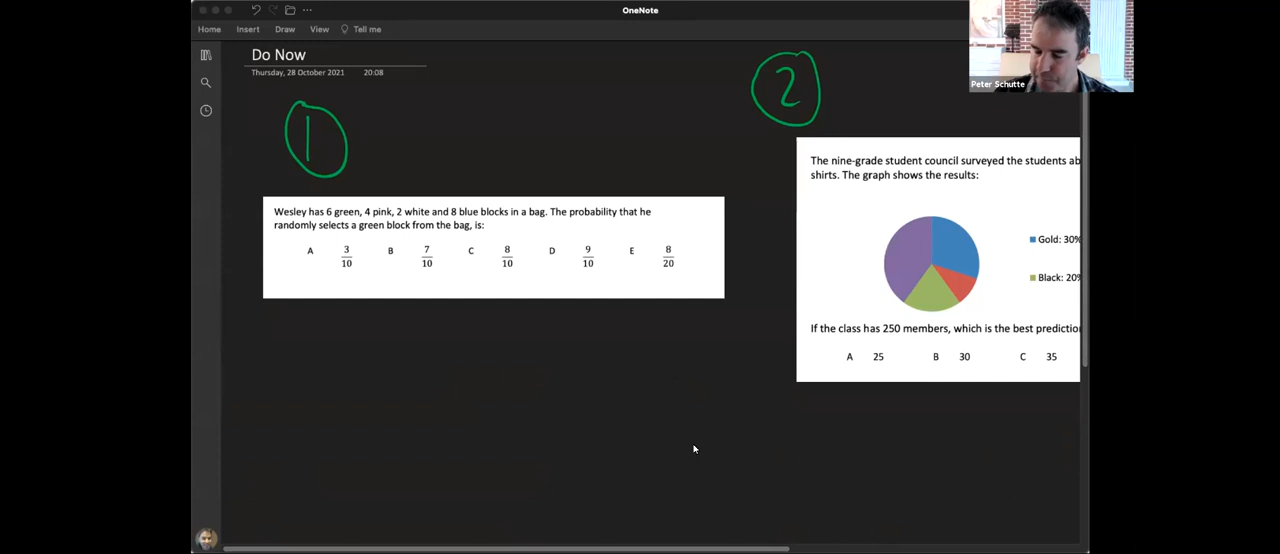 OneNote
Home Insert Draw View Tell me
Do Now
Thursday, 28 October 2021 20:08
1
2
Peter Schutte
Wesley has 6 green, 4 pink, 2 white and 8 blue blocks in a bag. The probability that he
randomly selects a green block from the bag, is:
A 3/10 B 7/10 C 8/10 D 9/10 E 8/20
The nine-grade student council surveyed the students ab
shirts. The graph shows the results:
Gold: 30%
Black: 20%
If the class has 250 members, which is the best prediction
A 25 B 30 C 35